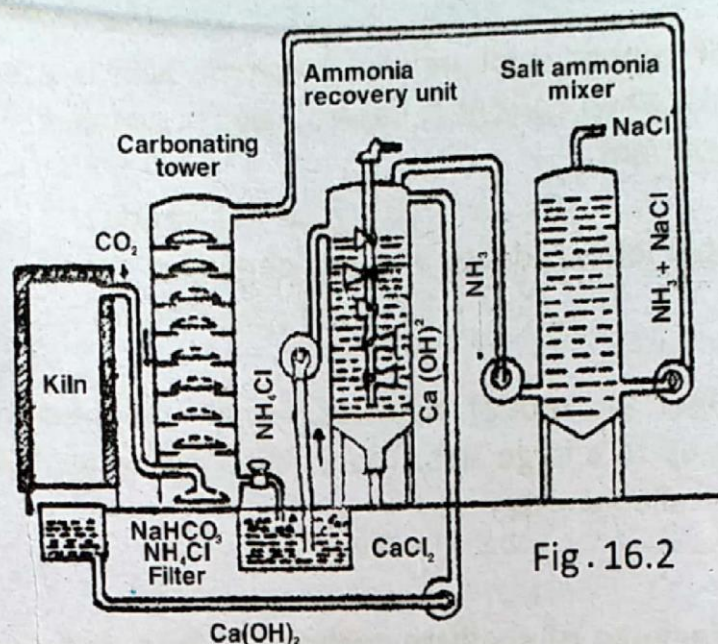 Ammonia
recovery unit
Salt ammonia
mixer
NaCl
Carbonating
tower
CO₂
Kiln
NH₄Cl
Ca (OH)²
NH₃
NH₃ + NaCl
NaHCO₃
NH₄Cl
Filter
CaCl₂
Fig. 16.2
Ca(OH)₂